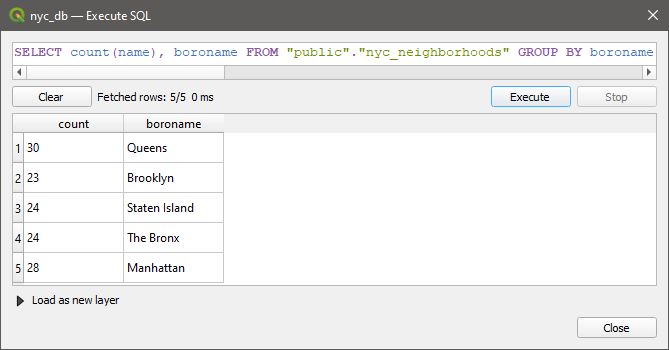 nyc_db — Execute SQL
SELECT count(name), boroname FROM "public"."nyc_neighborhoods" GROUP BY boroname
Clear Fetched rows: 5/5 0 ms Execute Stop
count boroname
1 30 Queens
2 23 Brooklyn
3 24 Staten Island
4 24 The Bronx
5 28 Manhattan
Load as new layer
Close